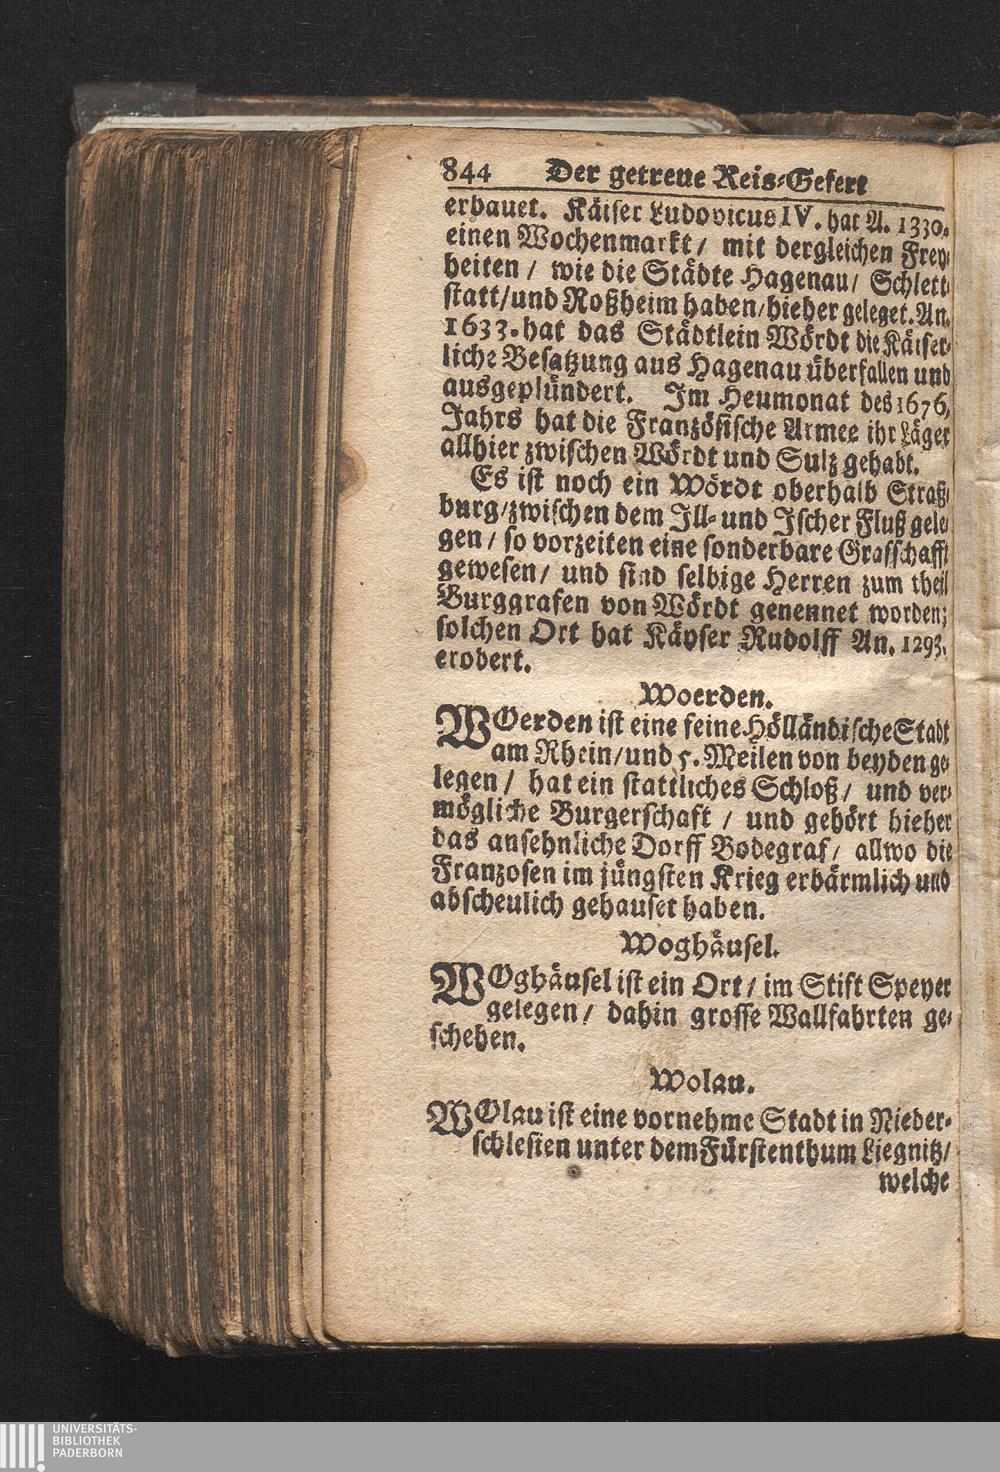 844 Der getreue Reis-Gefert
erbauet. Käiser Ludovicus IV. hat A. 1330.
einen Wochenmarkt / mit dergleichen Frey-
heiten / wie die Städte Hagenau / Schlett-
statt / und Roßheim haben / hieher geleget. An.
1633. hat das Städtlein Wördt die Käiser-
liche Besatzung aus Hagenau überfallen und
ausgeplündert. Im Heumonat des 1676.
Jahrs hat die Französische Armee ihr Läger
allhier zwischen Wördt und Sulz gehabt.
Es ist noch ein Wördt oberhalb Straß-
burg / zwischen dem Ill- und Ischer Fluß gele-
gen / so vorzeiten eine sonderbare Grafschafft
gewesen / und sind selbige Herren zum theil
Burggrafen von Wördt genennet worden;
solchen Ort hat Käyser Rudolff An. 1293.
erobert.
Woerden.
WOerden ist eine feine Hölländische Stadt
am Rhein / und 5. Meilen von beyden ge-
legen / hat ein stattliches Schloß / und ver-
mögliche Burgerschaft / und gehört hieher
das ansehnliche Dorff Bodegraf / allwo die
Franzosen im jüngsten Krieg erbärmlich und
abscheulich gehauset haben.
Woghäusel.
WOghäusel ist ein Ort / im Stift Speyer
gelegen / dahin grosse Wallfahrten ge-
schehen.
Wolau.
WOlau ist eine vornehme Stadt in Nieder-
schlesien unter dem Fürstenthum Liegnitz /
welche
UNIVERSITÄTS-
BIBLIOTHEK
PADERBORN